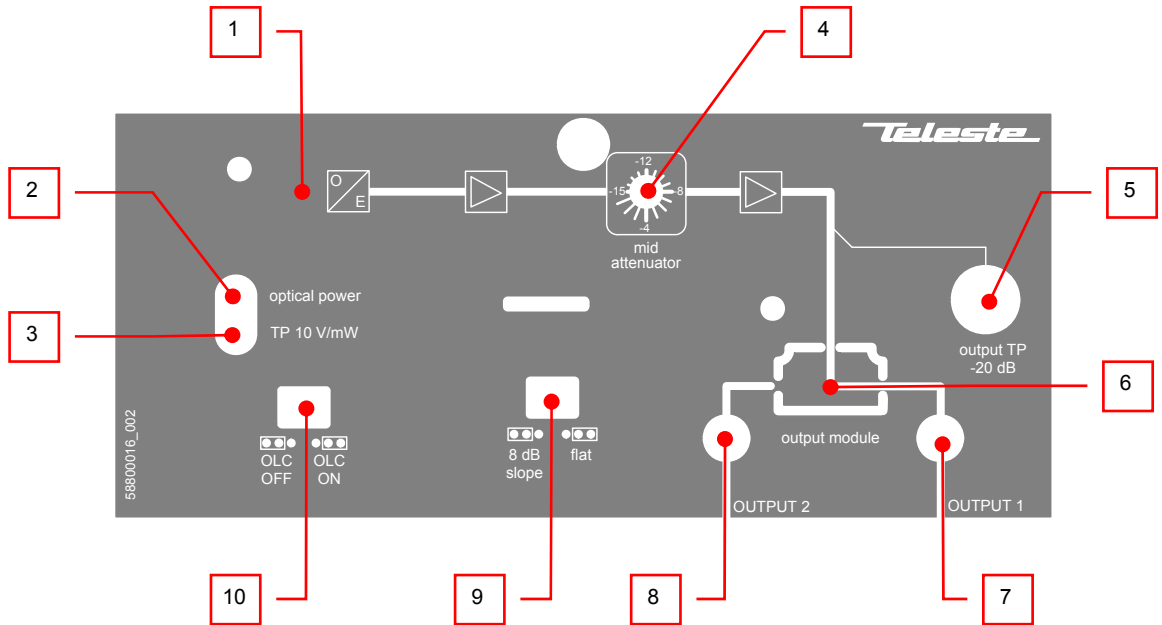 1
4
Teleste
2
O
E
-12
-15
-8
-4
mid
attenuator
5
optical power
3
TP 10 V/mW
output TP
-20 dB
6
58800016_002
OLC
OFF
OLC
ON
8 dB
slope
flat
output module
OUTPUT 2
OUTPUT 1
10
9
8
7